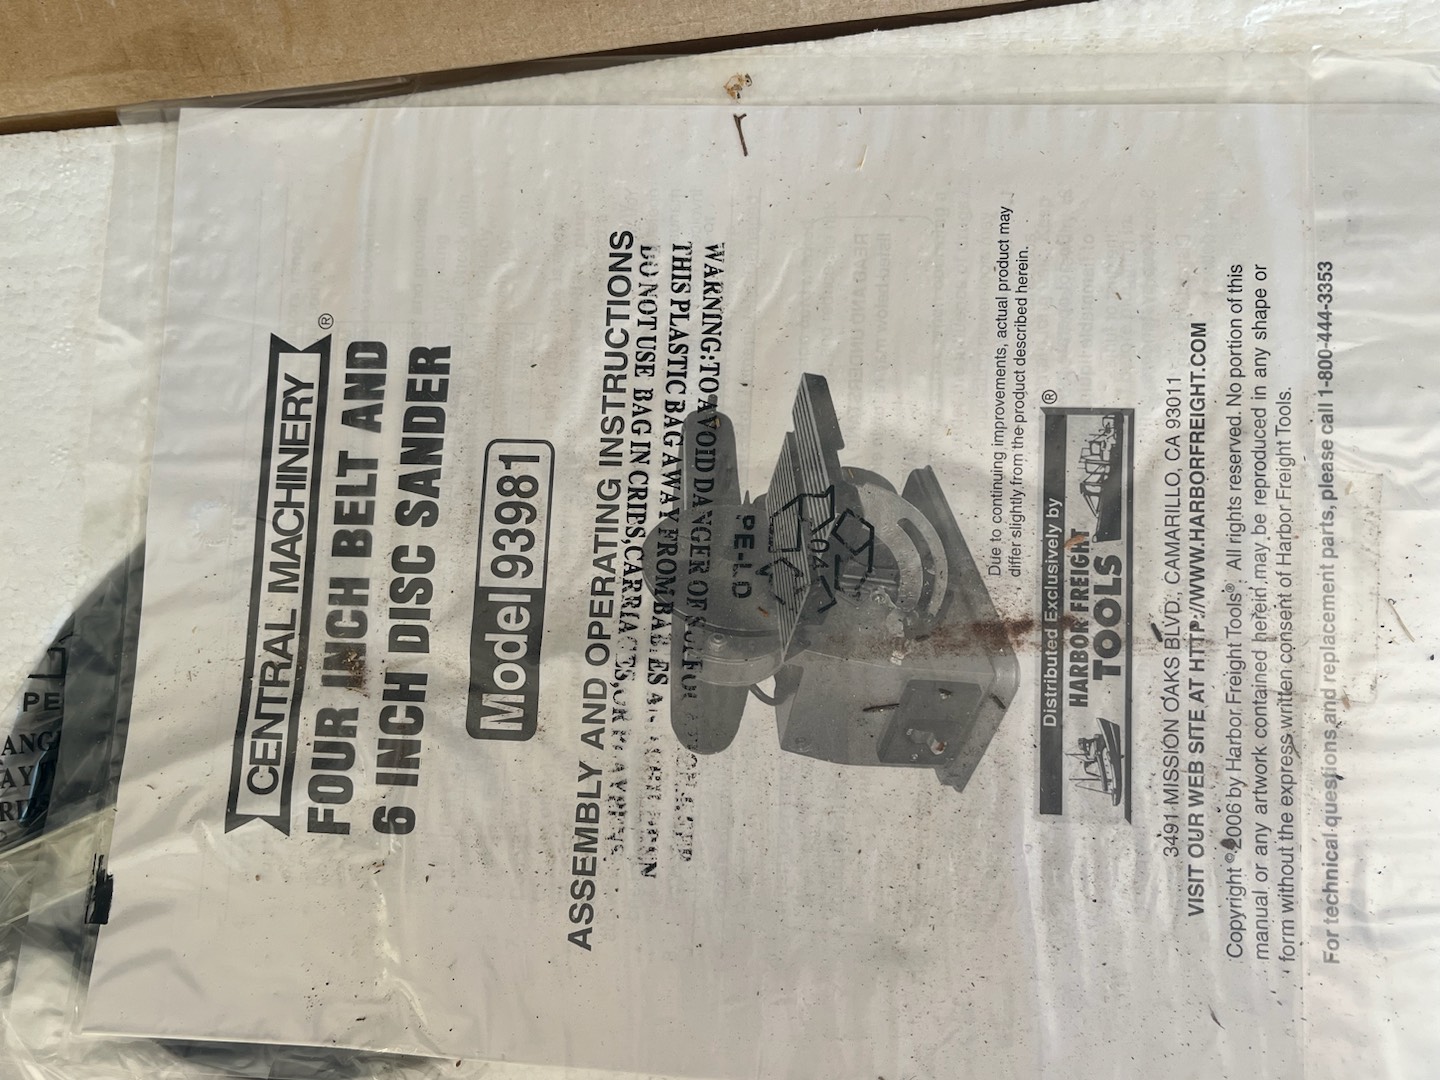 CENTRAL MACHINERY®
FOUR INCH BELT AND
6 INCH DISC SANDER
Model 93981
ASSEMBLY AND OPERATING INSTRUCTIONS
WARNING:TO AVOID DANGER OF
THIS PLASTIC BAG AWAY FROM
DO NOT USE BAG IN CRIBS,CARRIAGES,OR
PE-LD
04
Due to continuing improvements, actual product may
differ slightly from the product described herein.
Distributed Exclusively by
HARBOR FREIGHT
TOOLS®
3491 MISSION OAKS BLVD., CAMARILLO, CA 93011
VISIT OUR WEB SITE AT HTTP://WWW.HARBORFREIGHT.COM
Copyright © 2006 by Harbor Freight Tools®. All rights reserved. No portion of this
manual or any artwork contained herein may be reproduced in any shape or
form without the express written consent of Harbor Freight Tools.
For technical questions and replacement parts, please call 1-800-444-3353
PE